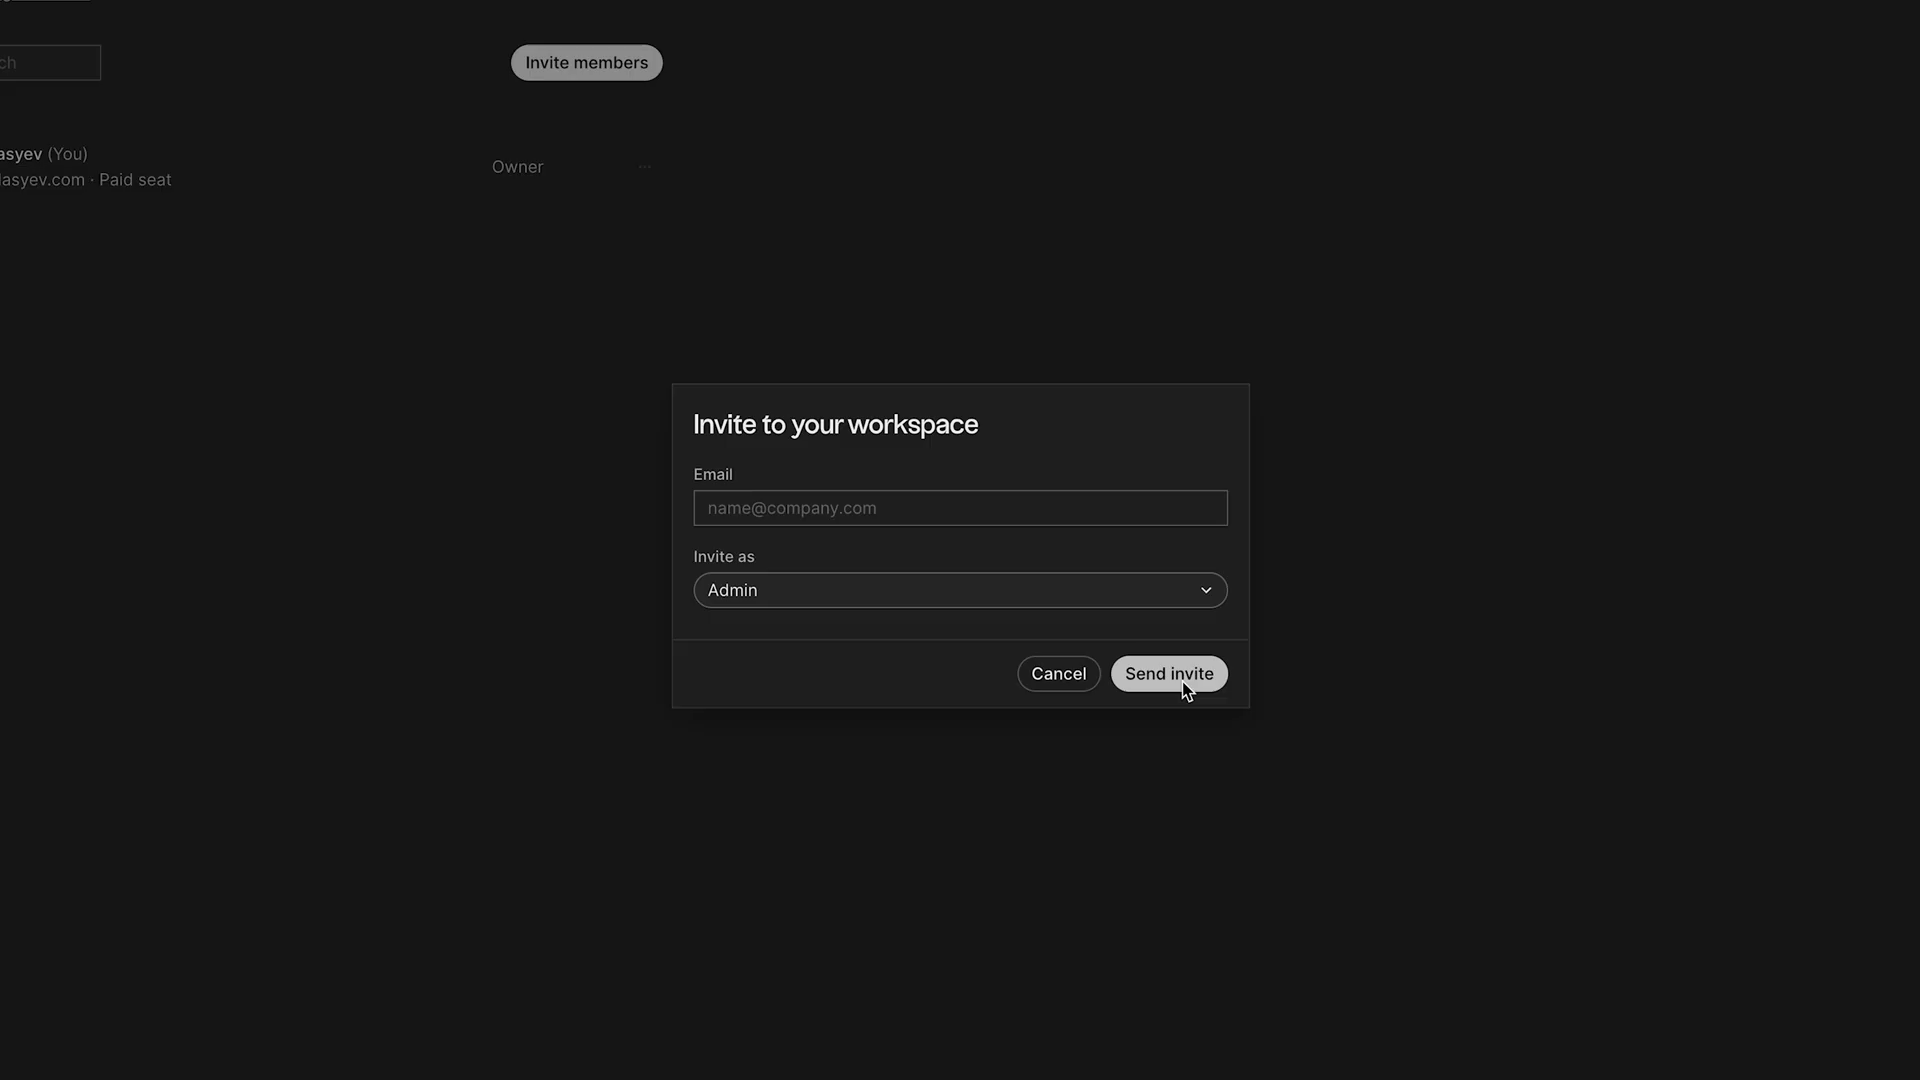 ch
Invite members
asyev (You)
lasyev.com · Paid seat
Owner
Invite to your workspace
Email
name@company.com
Invite as
Admin
Cancel
Send invite